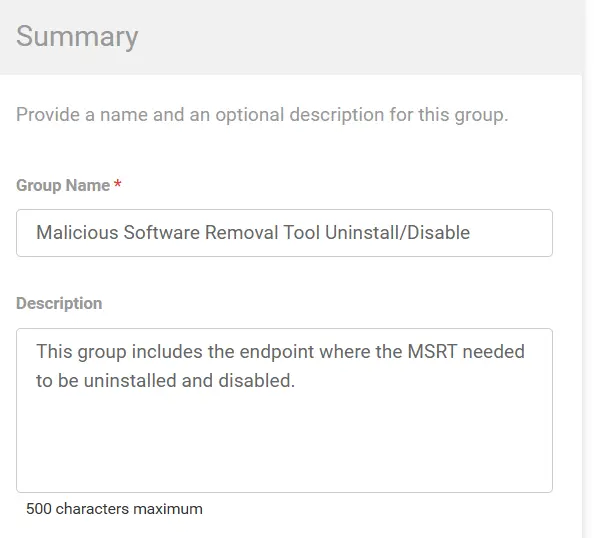 Summary
Provide a name and an optional description for this group.
Group Name *
Malicious Software Removal Tool Uninstall/Disable
Description
This group includes the endpoint where the MSRT needed
to be uninstalled and disabled.
500 characters maximum